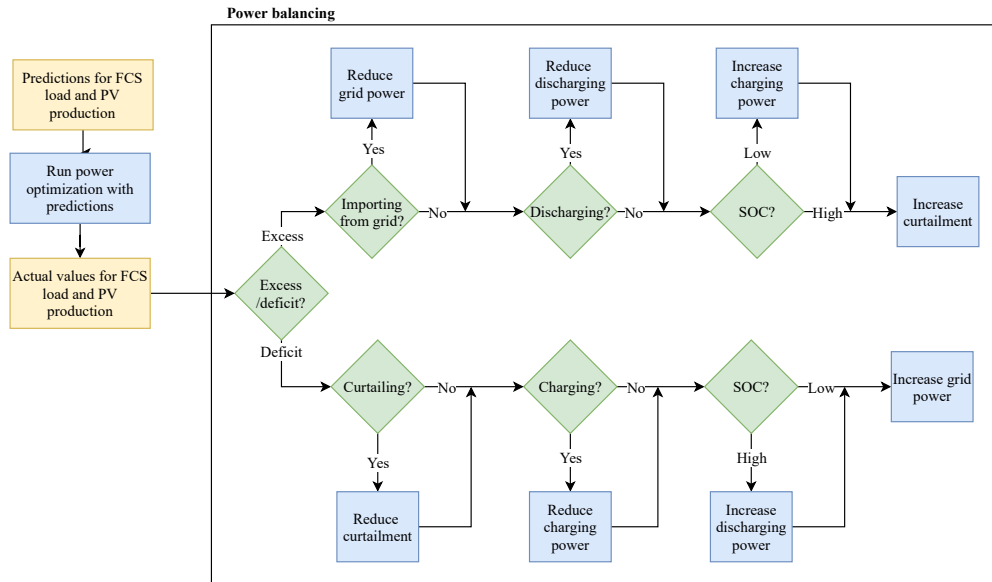 Power balancing
Predictions for FCS
load and PV
production
Run power
optimization with
predictions
Actual values for FCS
load and PV
production
Excess
/deficit?
Excess
Deficit
Reduce
grid power
Yes
Importing
from grid?
No
Reduce
discharging
power
Yes
Discharging?
No
Increase
charging
power
Low
SOC?
High
Increase
curtailment
Curtailing?
No
Yes
Reduce
curtailment
Charging?
No
Yes
Reduce
charging
power
SOC?
Low
High
Increase
discharging
power
Increase grid
power